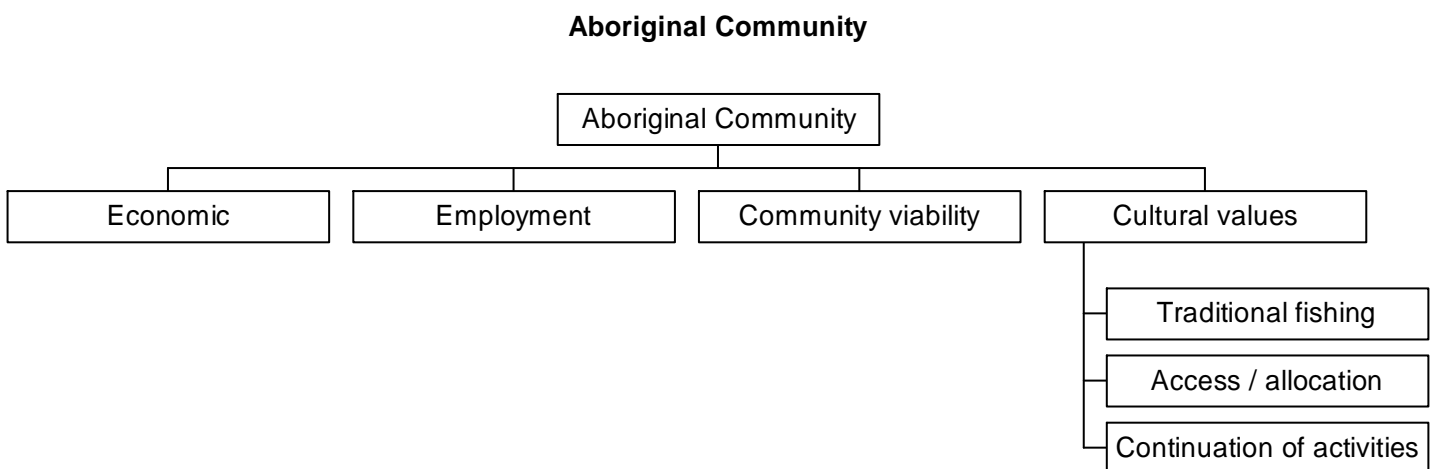 Aboriginal Community
Aboriginal Community
Economic
Employment
Community viability
Cultural values
Traditional fishing
Access / allocation
Continuation of activities